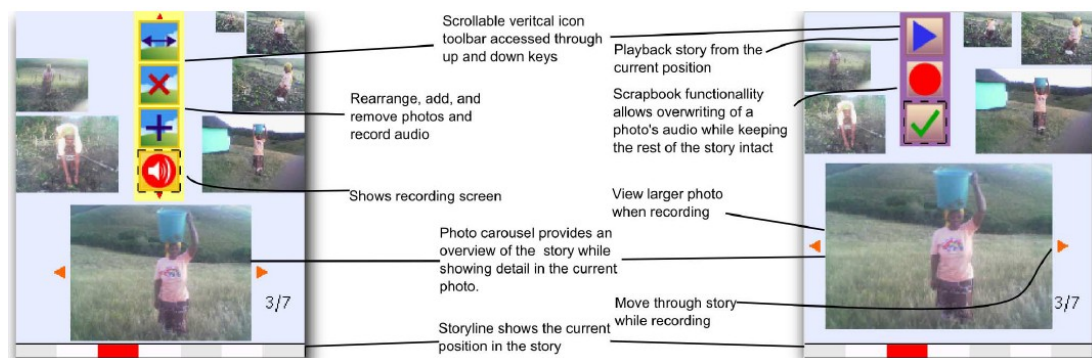 Scrollable veritcal icon
toolbar accessed through
up and down keys
Rearrange, add, and
remove photos and
record audio
Shows recording screen
Photo carousel provides an
overview of the story while
showing detail in the current
photo.
Storyline shows the current
position in the story
3/7
Playback story from the
current position
Scrapbook functionallity
allows overwriting of a
photo's audio while keeping
the rest of the story intact
View larger photo
when recording
Move through story
while recording
3/7